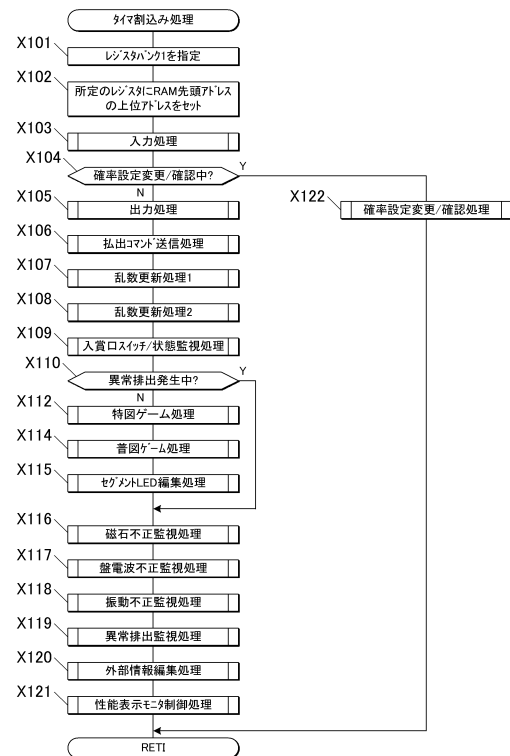 タイマ割込み処理
X101
レジスタバンク1を指定
X102
所定のレジスタにRAM先頭アドレス
の上位アドレスをセット
X103
入力処理
X104
確率設定変更/確認中?
Y
N
X105
出力処理
X122
確率設定変更/確認処理
X106
払出コマンド送信処理
X107
乱数更新処理1
X108
乱数更新処理2
X109
入賞口スイッチ/状態監視処理
X110
異常排出発生中?
Y
N
X112
特図ゲーム処理
X114
普図ゲーム処理
X115
セグメントLED編集処理
X116
磁石不正監視処理
X117
盤電波不正監視処理
X118
振動不正監視処理
X119
異常排出監視処理
X120
外部情報編集処理
X121
性能表示モニタ制御処理
RETI